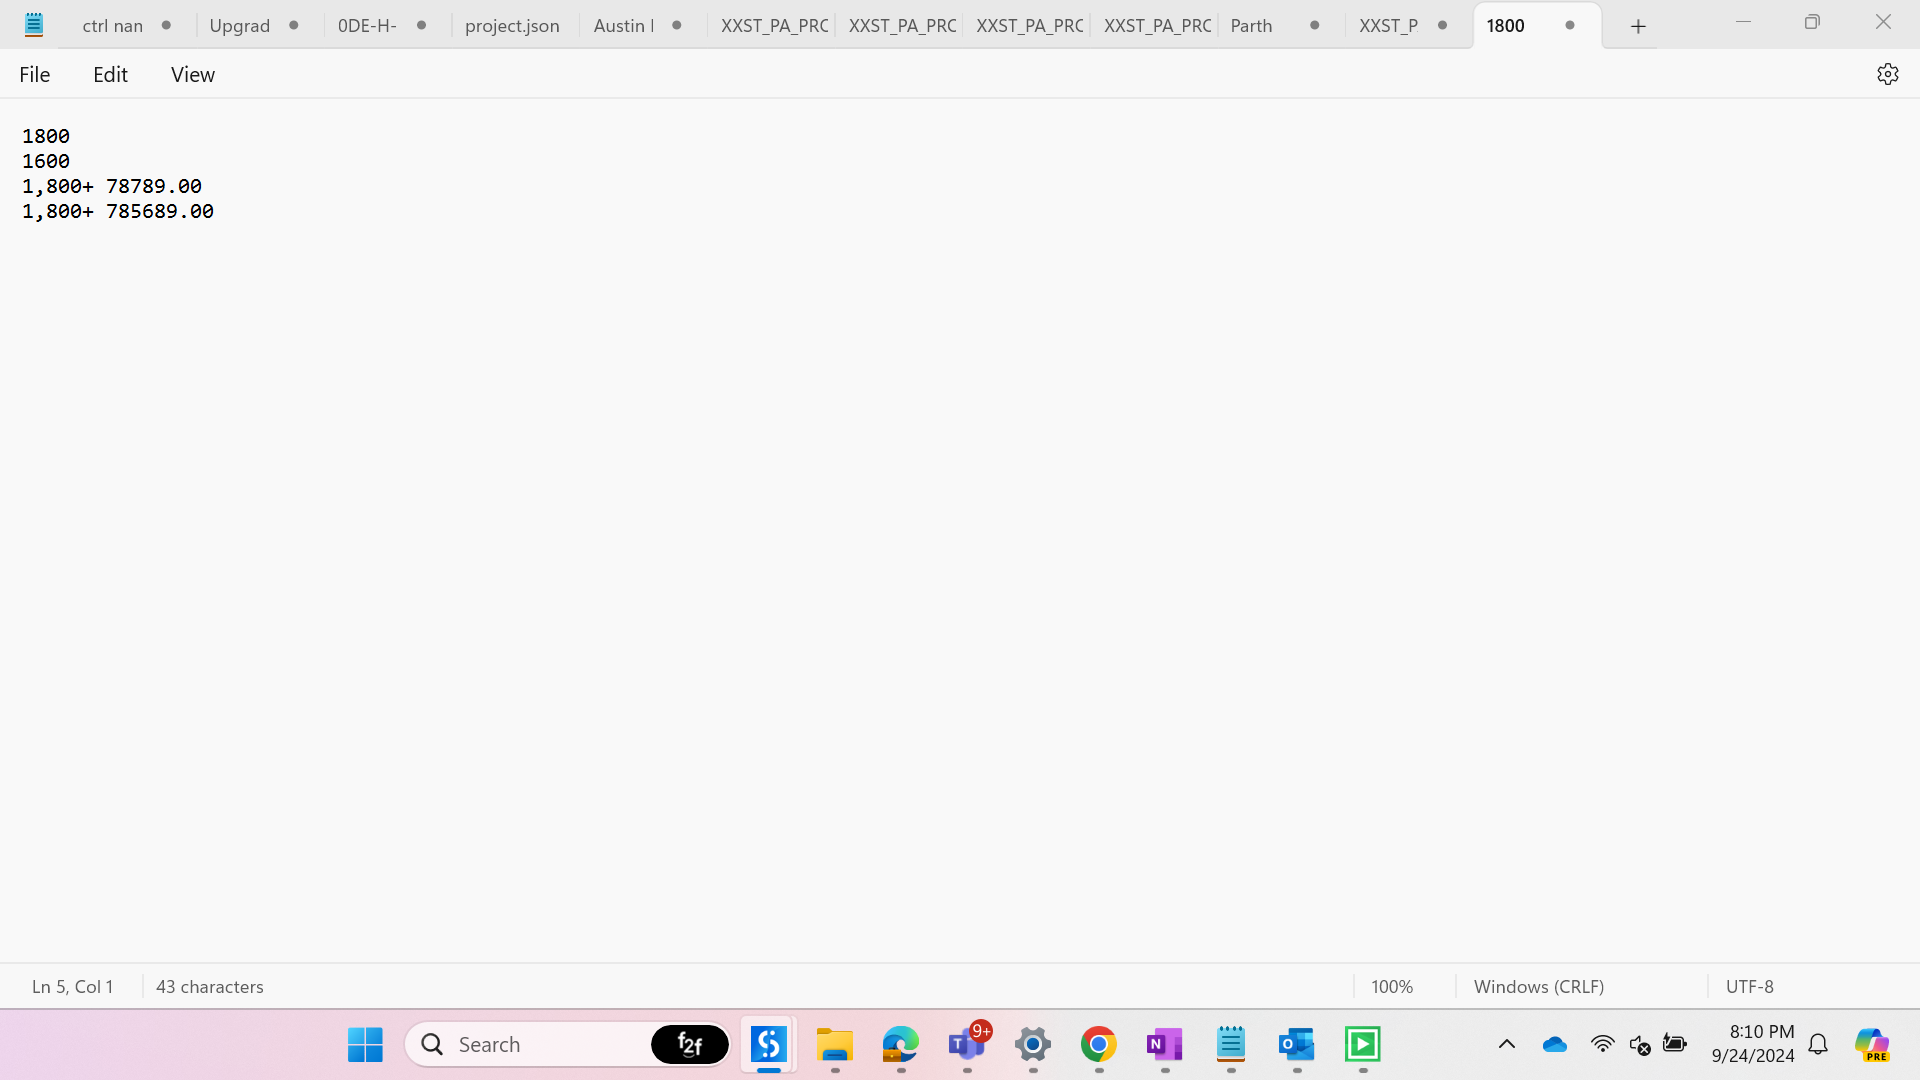 ctrl nan Upgrad 0DE-H- project.json Austin XXST_PA_PRC XXST_PA_PRC XXST_PA_PRC XXST_PA_PRC Parth XXST_P 1800
File Edit View
1800
1600
1,800+ 78789.00
1,800+ 785689.00
Ln 5, Col 1 43 characters 100% Windows (CRLF) UTF-8
Search f2f 9+ 8:10 PM
9/24/2024
PRE